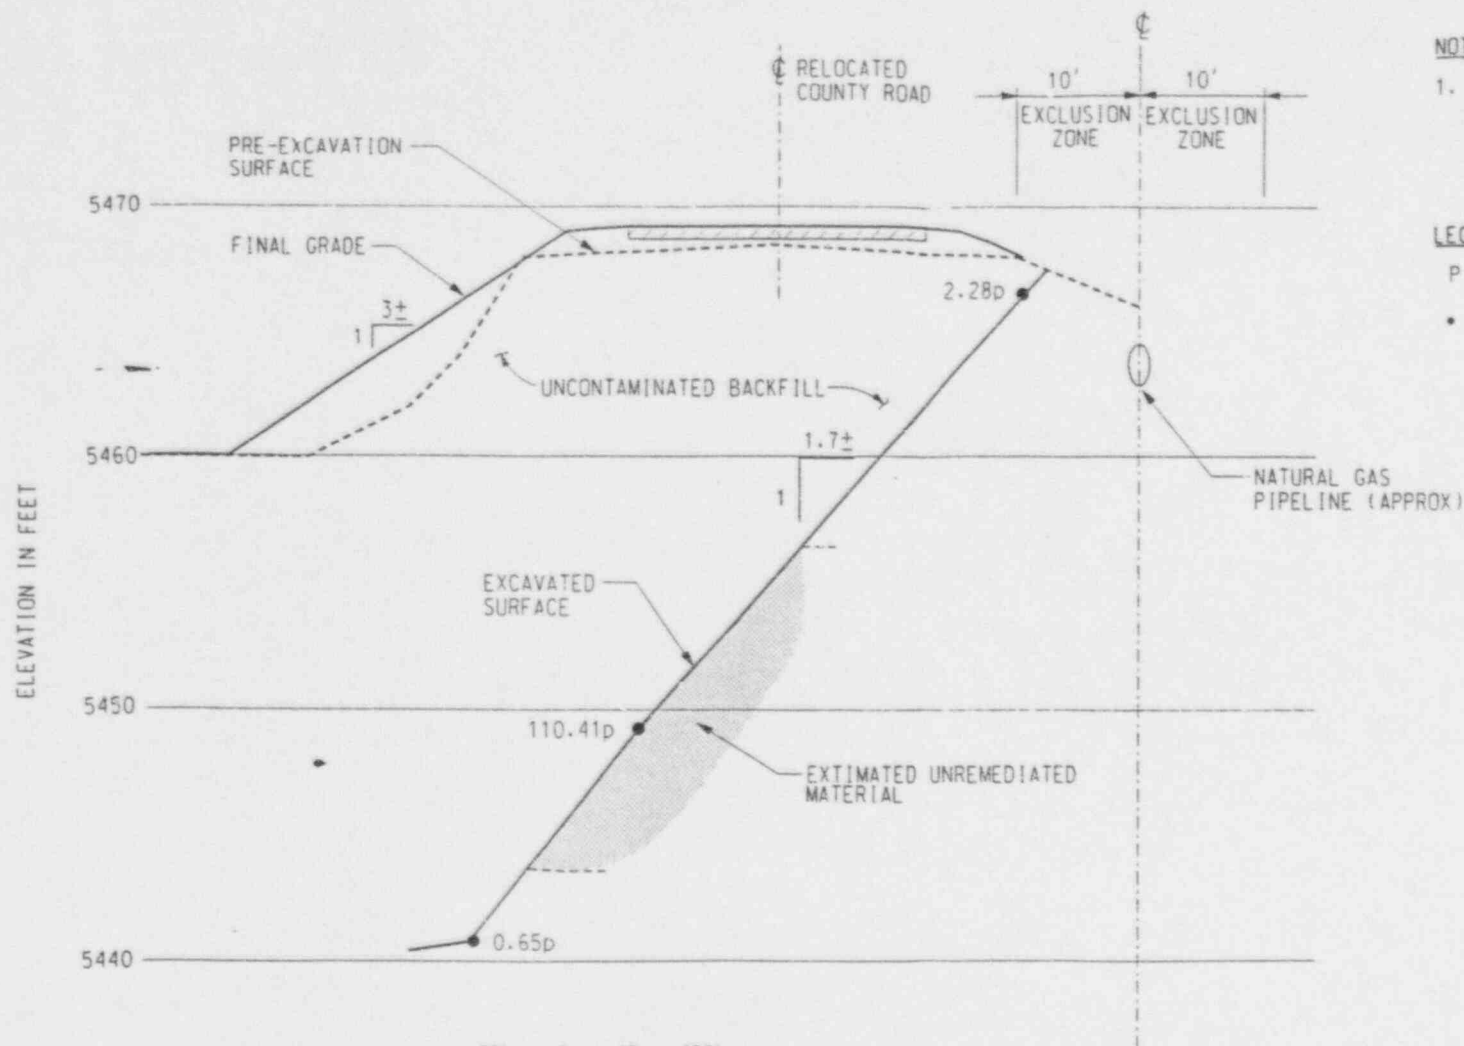 ℄
℄ RELOCATED
COUNTY ROAD
10'
10'
EXCLUSION
ZONE
EXCLUSION
ZONE
1.
PRE-EXCAVATION
SURFACE
5470
FINAL GRADE
3±
1
2.28p
UNCONTAMINATED BACKFILL
5460
1.7±
1
NATURAL GAS
PIPELINE (APPROX)
ELEVATION IN FEET
EXCAVATED
SURFACE
5450
110.41p
EXTIMATED UNREMEDIATED
MATERIAL
0.65p
5440